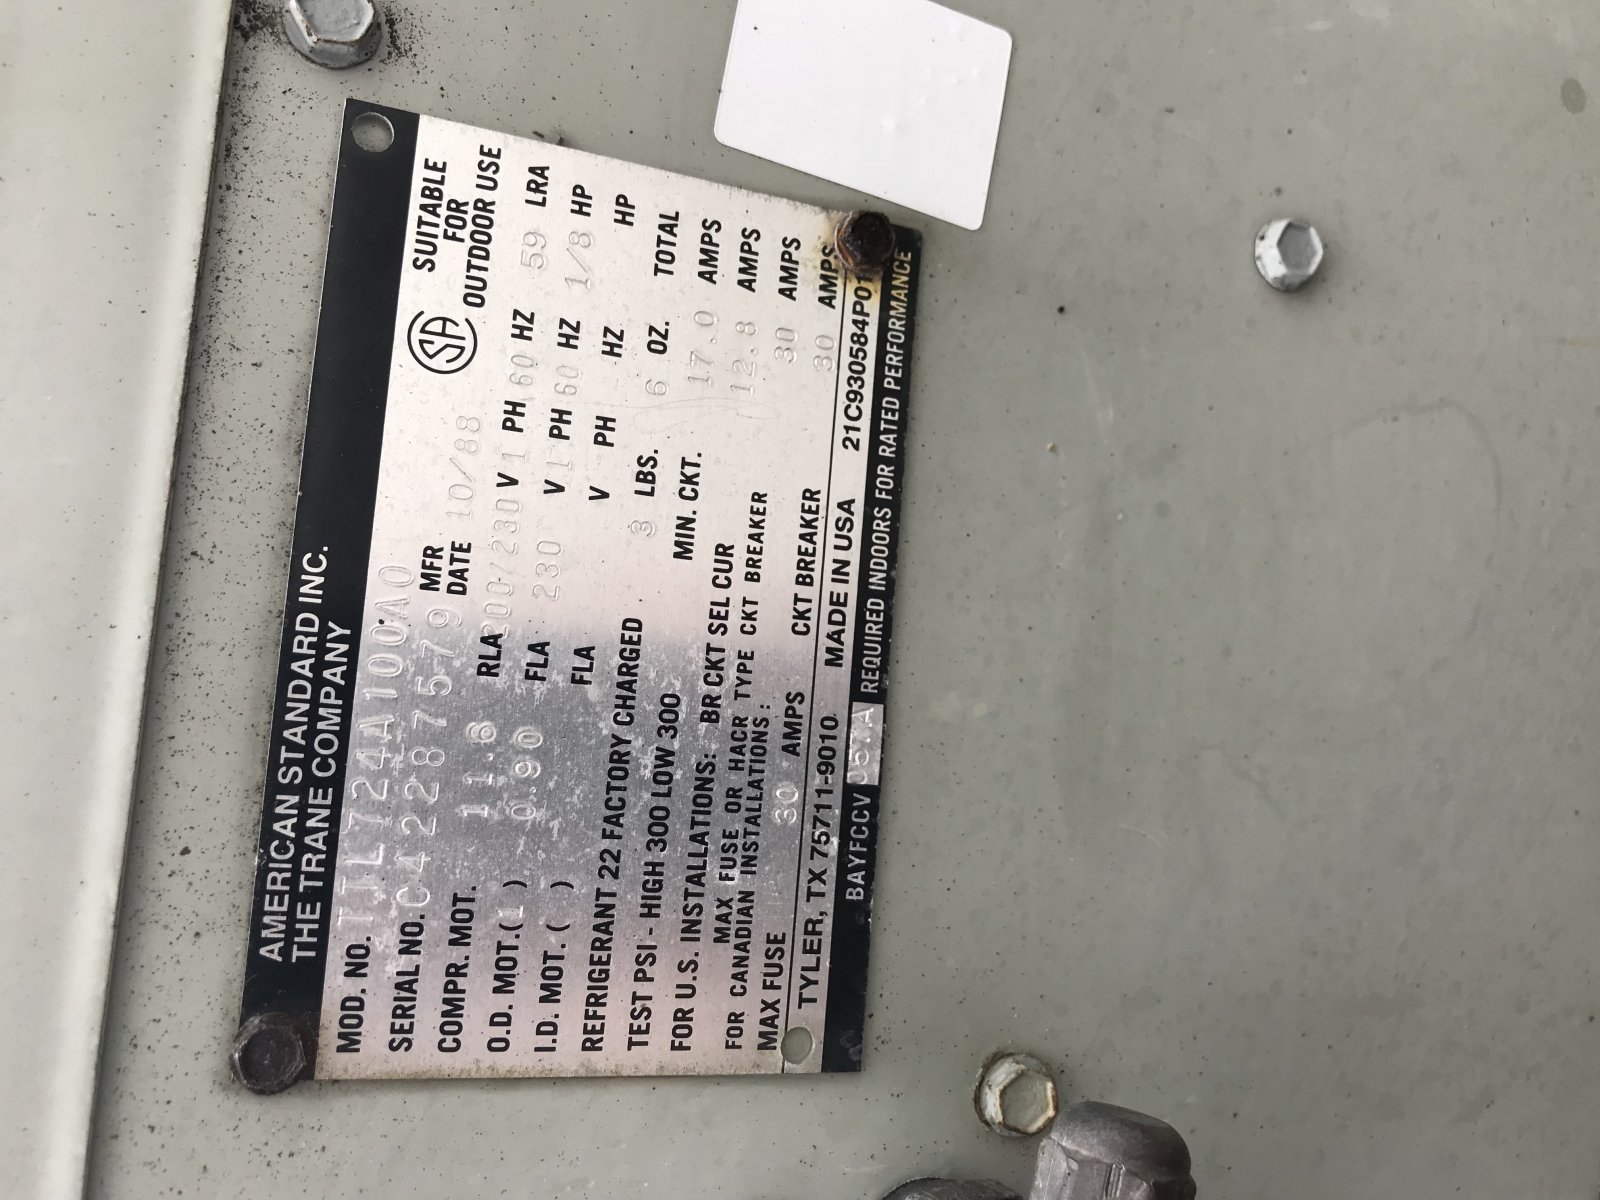 AMERICAN STANDARD INC.
THE TRANE COMPANY
MOD. NO. TTL724A100A0
SUITABLE
FOR
OUTDOOR USE
SA
SERIAL NO. C42287579 MFR DATE 10/88
COMPR. MOT. 11.8 RLA 200/230 V 1 PH 60 HZ 59 LRA
O.D. MOT.(1) 0.90 FLA 230 V 1 PH 60 HZ 1/8 HP
I.D. MOT. ( ) FLA V PH HZ HP
REFRIGERANT 22 FACTORY CHARGED 3 LBS. 6 OZ. TOTAL
TEST PSI - HIGH 300 LOW 300 MIN. CKT. 17.0 AMPS
FOR U.S. INSTALLATIONS: BR CKT SEL CUR 12.8 AMPS
MAX FUSE OR HACR TYPE CKT BREAKER 30 AMPS
FOR CANADIAN INSTALLATIONS:
MAX FUSE 30 AMPS CKT BREAKER 30 AMPS
TYLER, TX 75711-9010 MADE IN USA 21C930584P01
BAYFCCV REQUIRED INDOORS FOR RATED PERFORMANCE